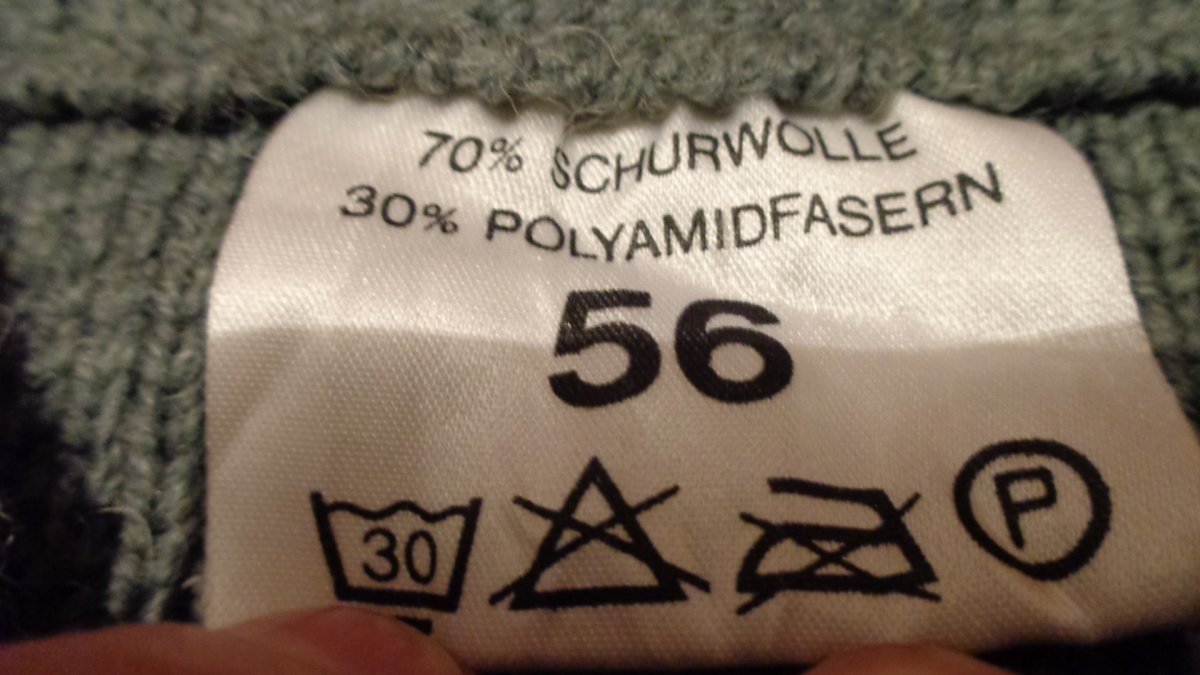 70% SCHURWOLLE
30% POLYAMIDFASERN
56
30 P